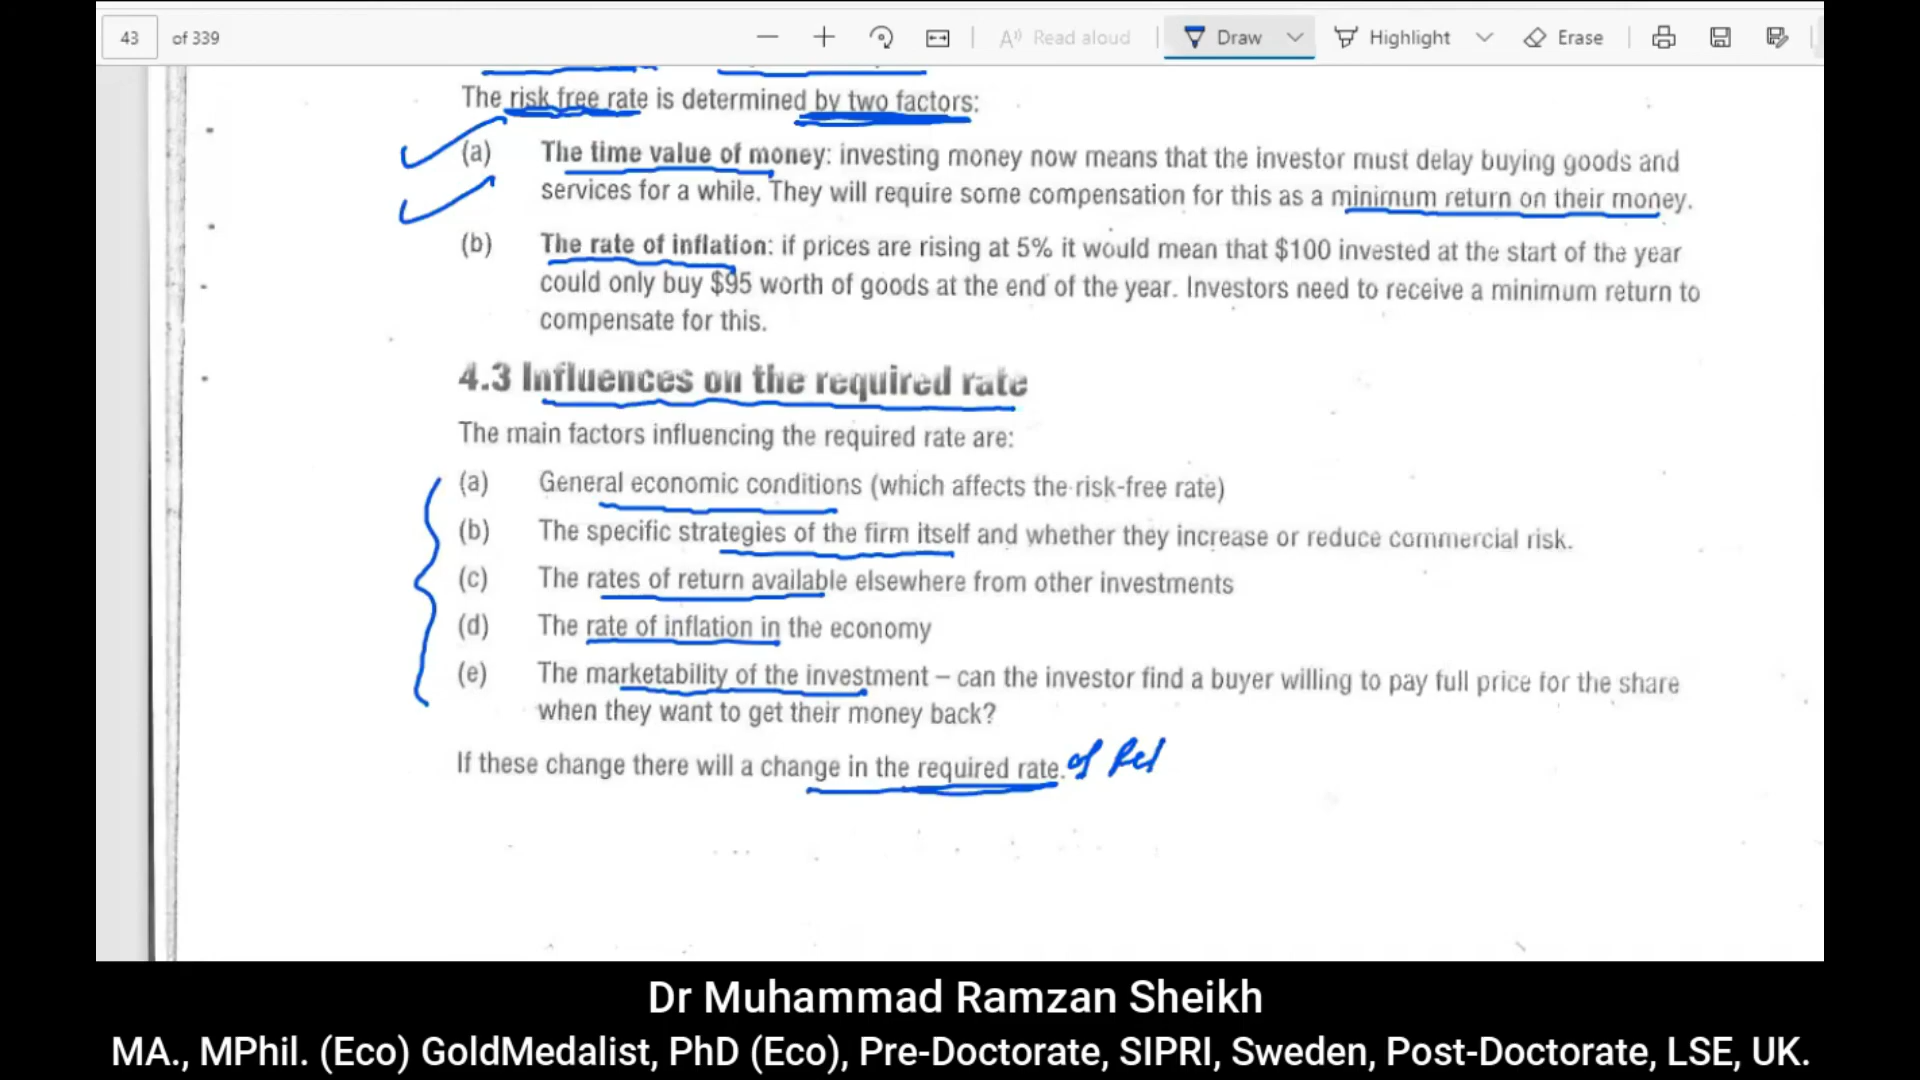 43 of 339 Read aloud Draw Highlight Erase
The risk free rate is determined by two factors:
(a) The time value of money: investing money now means that the investor must delay buying goods and
services for a while. They will require some compensation for this as a minimum return on their money.
(b) The rate of inflation: if prices are rising at 5% it would mean that $100 invested at the start of the year
could only buy $95 worth of goods at the end of the year. Investors need to receive a minimum return to
compensate for this.
4.3 Influences on the required rate
The main factors influencing the required rate are:
(a) General economic conditions (which affects the risk-free rate)
(b) The specific strategies of the firm itself and whether they increase or reduce commercial risk.
(c) The rates of return available elsewhere from other investments
(d) The rate of inflation in the economy
(e) The marketability of the investment – can the investor find a buyer willing to pay full price for the share
when they want to get their money back?
If these change there will a change in the required rate. of Ret
Dr Muhammad Ramzan Sheikh
MA., MPhil. (Eco) GoldMedalist, PhD (Eco), Pre-Doctorate, SIPRI, Sweden, Post-Doctorate, LSE, UK.